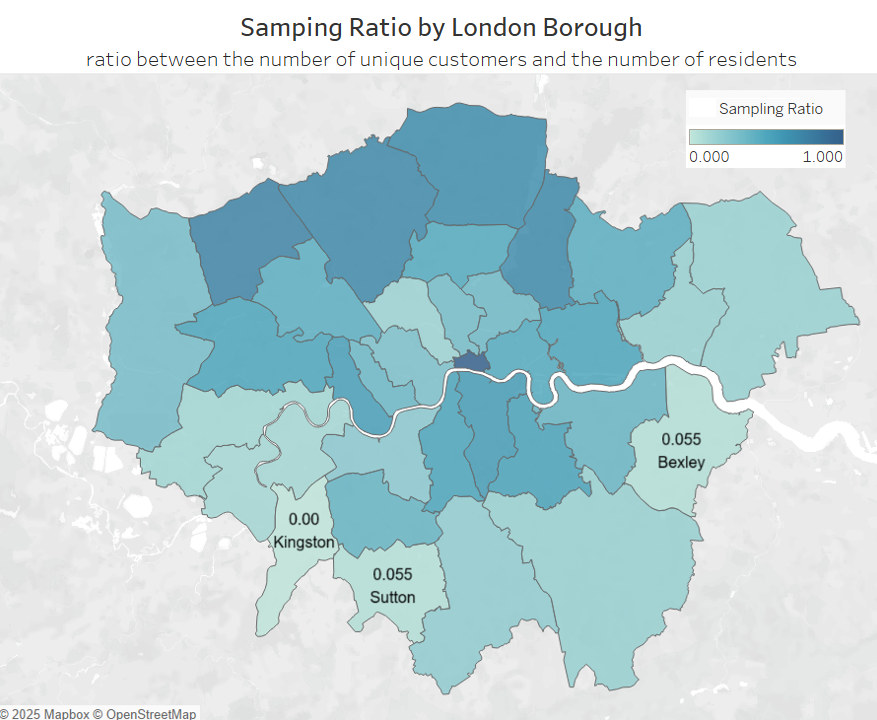 Samping Ratio by London Borough
ratio between the number of unique customers and the number of residents
Sampling Ratio
0.000 1.000
0.055
Bexley
0.00
Kingston
0.055
Sutton
© 2025 Mapbox © OpenStreetMap